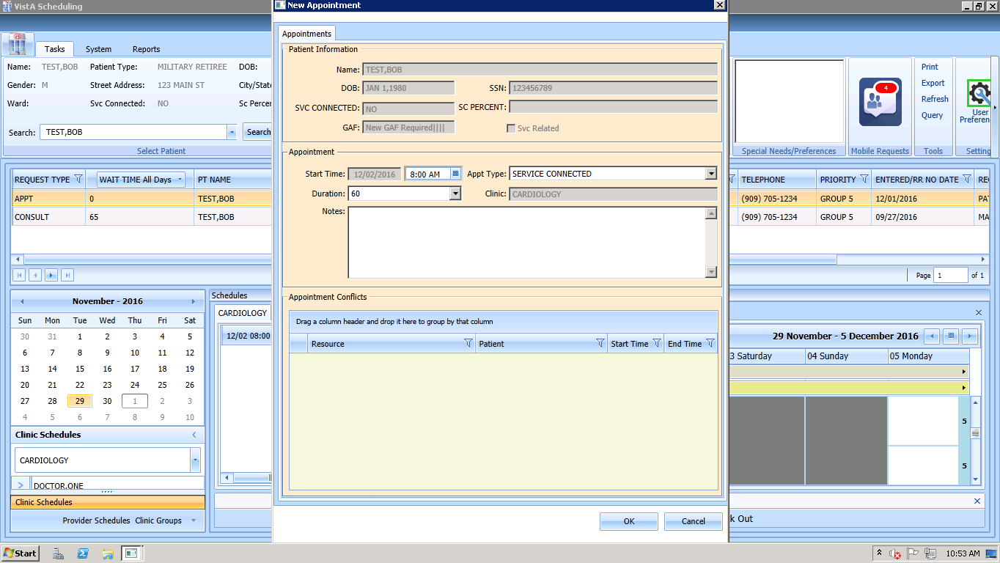 VistA Scheduling
New Appointment
Tasks System Reports
Name: TEST,BOB Patient Type: MILITARY RETIREE DOB:
Gender: M Street Address: 123 MAIN ST City/State
Ward: Svc Connected: NO Sc Percer
Search: TEST,BOB Search
Select Patient
REQUEST TYPE WAIT TIME All Days PT NAME
APPT 0 TEST,BOB
CONSULT 65 TEST,BOB
November - 2016
Sun Mon Tue Wed Thu Fri Sat
30 31 1 2 3 4 5
6 7 8 9 10 11 12
13 14 15 16 17 18 19
20 21 22 23 24 25 26
27 28 29 30 1 2 3
4 5 6 7 8 9 10
Clinic Schedules
CARDIOLOGY
DOCTOR,ONE
Clinic Schedules
Provider Schedules Clinic Groups
Schedules
CARDIOLOGY
12/02 08:00
Appointments
Patient Information
Name: TEST,BOB
DOB: JAN 1,1980 SSN: 123456789
SVC CONNECTED: NO SC PERCENT:
GAF: New GAF Required|||| Svc Related
Appointment
Start Time: 12/02/2016 8:00 AM Appt Type: SERVICE CONNECTED
Duration: 60 Clinic: CARDIOLOGY
Notes:
Appointment Conflicts
Drag a column header and drop it here to group by that column
Resource Patient Start Time End Time
OK Cancel
4
Print
Export
Refresh
Query
User
Preferen
Special Needs/Preferences Mobile Requests Tools Setting
TELEPHONE PRIORITY ENTERED/RR NO DATE REC
(909) 705-1234 GROUP 5 12/01/2016 PA
(909) 705-1234 GROUP 5 09/27/2016 MA
Page 1 of 1
29 November - 5 December 2016
3 Saturday 04 Sunday 05 Monday
5
5
k Out
Start 10:53 AM